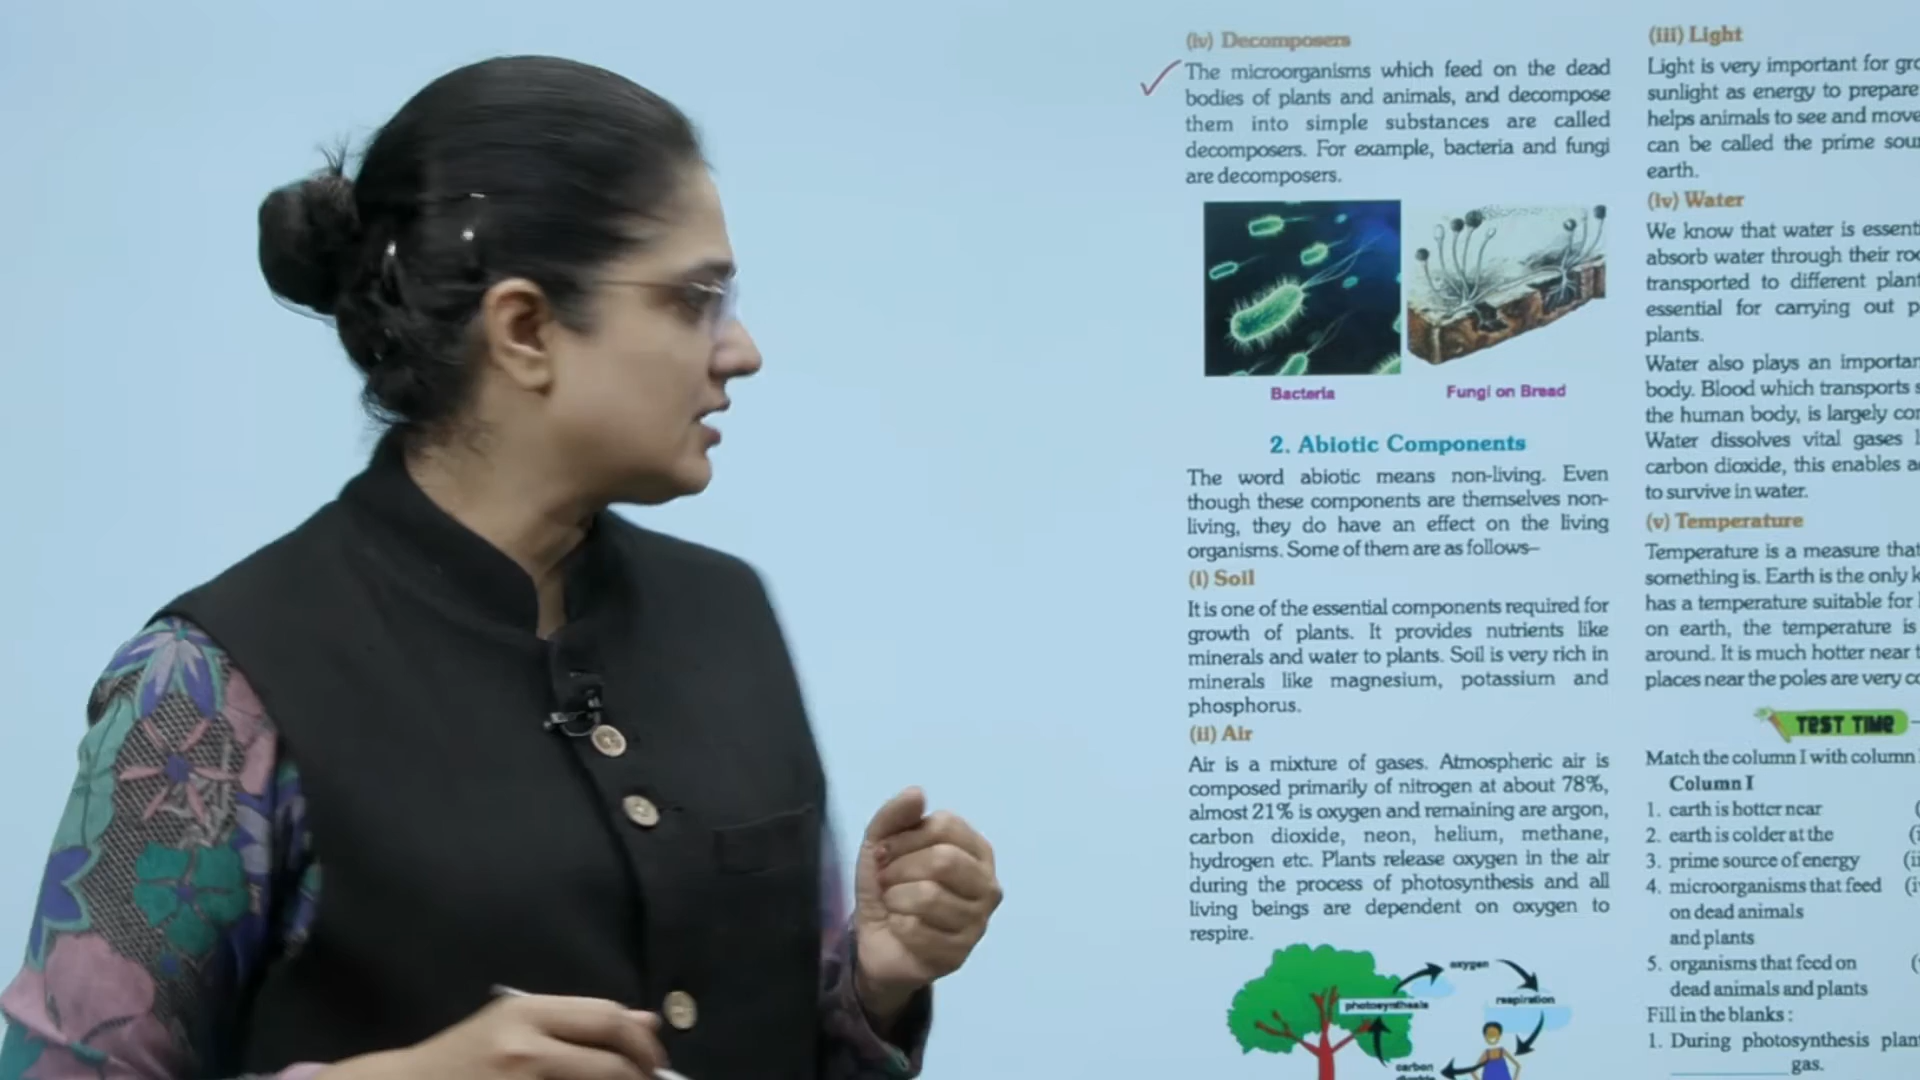 (iv) Decomposers
The microorganisms which feed on the dead
bodies of plants and animals, and decompose
them into simple substances are called
decomposers. For example, bacteria and fungi
are decomposers.
Bacteria
Fungi on Bread
2. Abiotic Components
The word abiotic means non-living. Even
though these components are themselves non-
living, they do have an effect on the living
organisms. Some of them are as follows–
(i) Soil
It is one of the essential components required for
growth of plants. It provides nutrients like
minerals and water to plants. Soil is very rich in
minerals like magnesium, potassium and
phosphorus.
(ii) Air
Air is a mixture of gases. Atmospheric air is
composed primarily of nitrogen at about 78%,
almost 21% is oxygen and remaining are argon,
carbon dioxide, neon, helium, methane,
hydrogen etc. Plants release oxygen in the air
during the process of photosynthesis and all
living beings are dependent on oxygen to
respire.
oxygen
photosynthesis
respiration
carbon
(iii) Light
Light is very important for
sunlight as energy to prepare
helps animals to see and move
can be called the prime
earth.
(iv) Water
We know that water is
absorb water through their
transported to different
essential for carrying out
plants.
Water also plays an
body. Blood which transports
the human body, is largely
Water dissolves vital gases
carbon dioxide, this enables
to survive in water.
(v) Temperature
Temperature is a measure that
something is. Earth is the only
has a temperature suitable for
on earth, the temperature is
around. It is much hotter near
places near the poles are very
TEST TIME
Match the column I with column
Column I
1. earth is hotter near
2. earth is colder at the
3. prime source of energy
4. microorganisms that feed
on dead animals
and plants
5. organisms that feed on
dead animals and plants
Fill in the blanks :
1. During photosynthesis
gas.